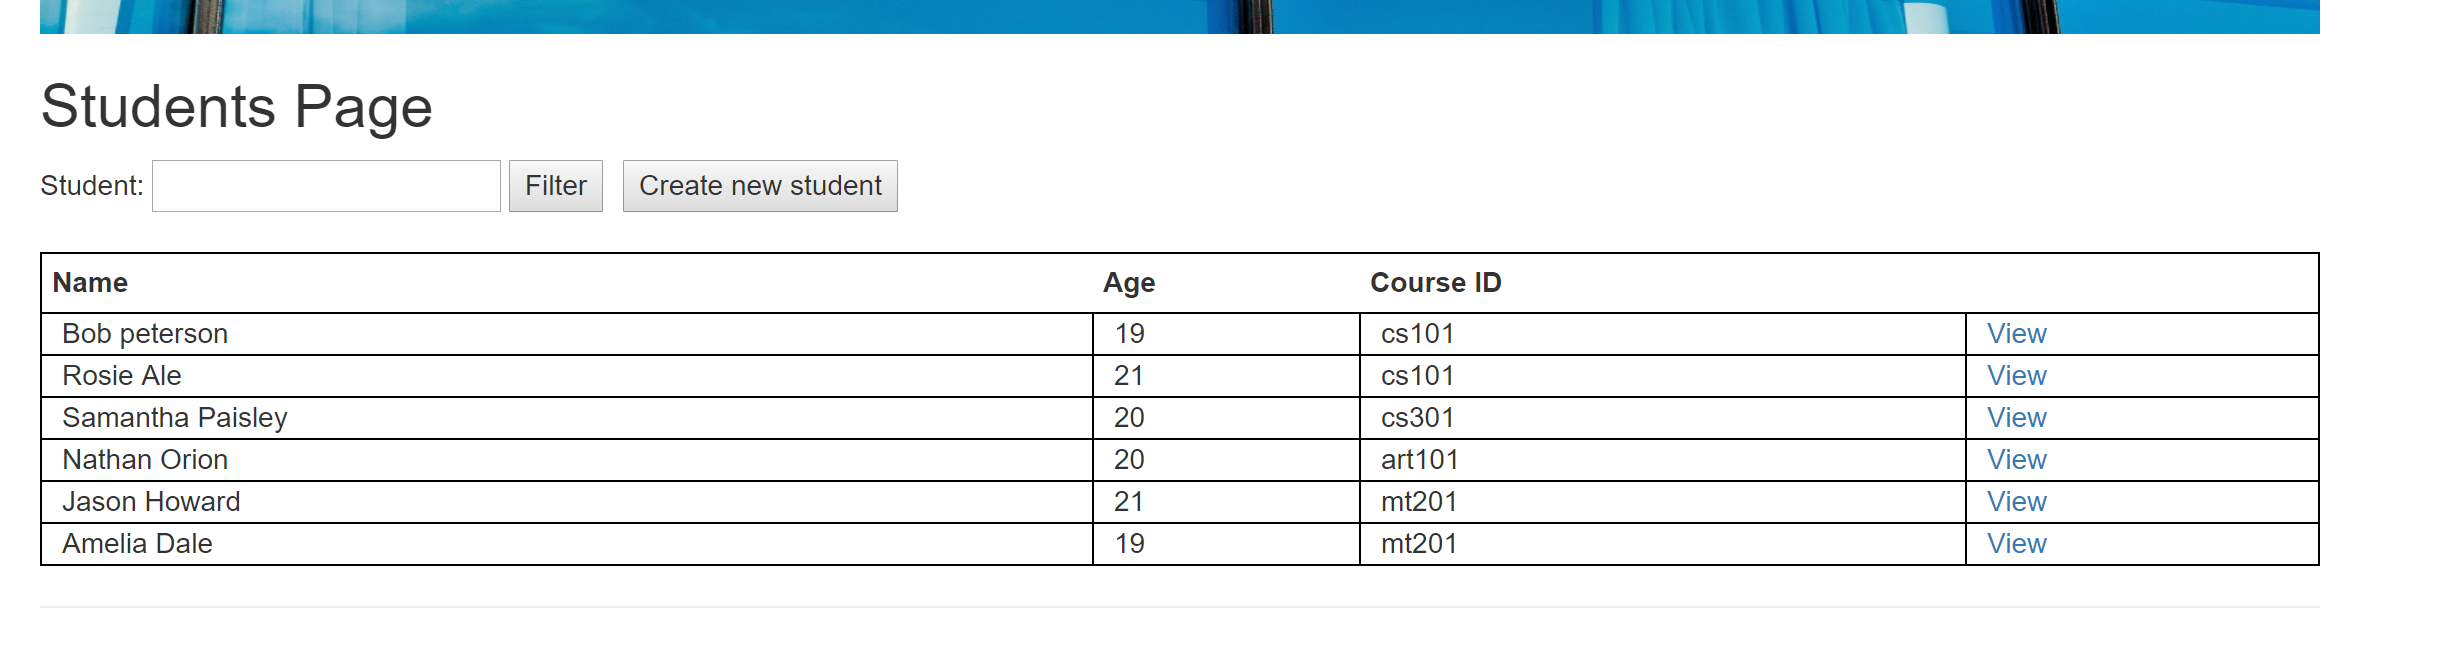 Students Page
Student: Filter Create new student
Name Age Course ID
Bob peterson 19 cs101 View
Rosie Ale 21 cs101 View
Samantha Paisley 20 cs301 View
Nathan Orion 20 art101 View
Jason Howard 21 mt201 View
Amelia Dale 19 mt201 View